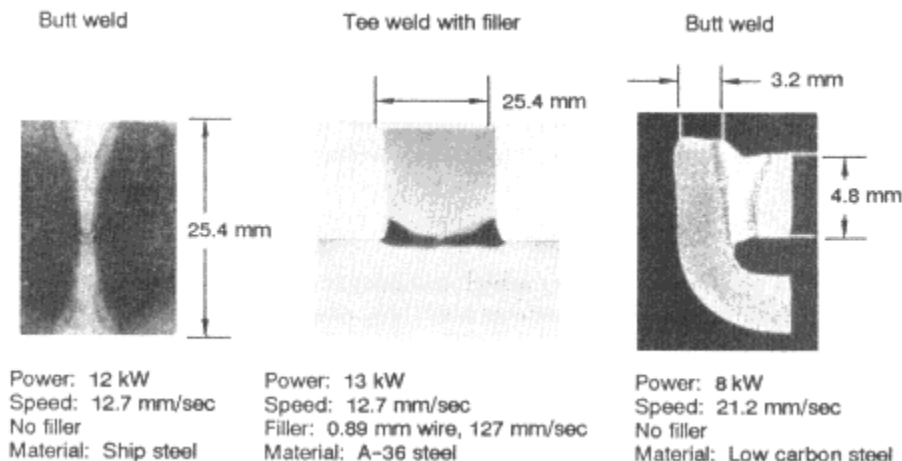 Butt weld
Tee weld with filler
Butt weld
3.2 mm
25.4 mm
4.8 mm
25.4 mm
Power: 12 kW
Speed: 12.7 mm/sec
No filler
Material: Ship steel
Power: 13 kW
Speed: 12.7 mm/sec
Filler: 0.89 mm wire, 127 mm/sec
Material: A-36 steel
Power: 8 kW
Speed: 21.2 mm/sec
No filler
Material: Low carbon steel